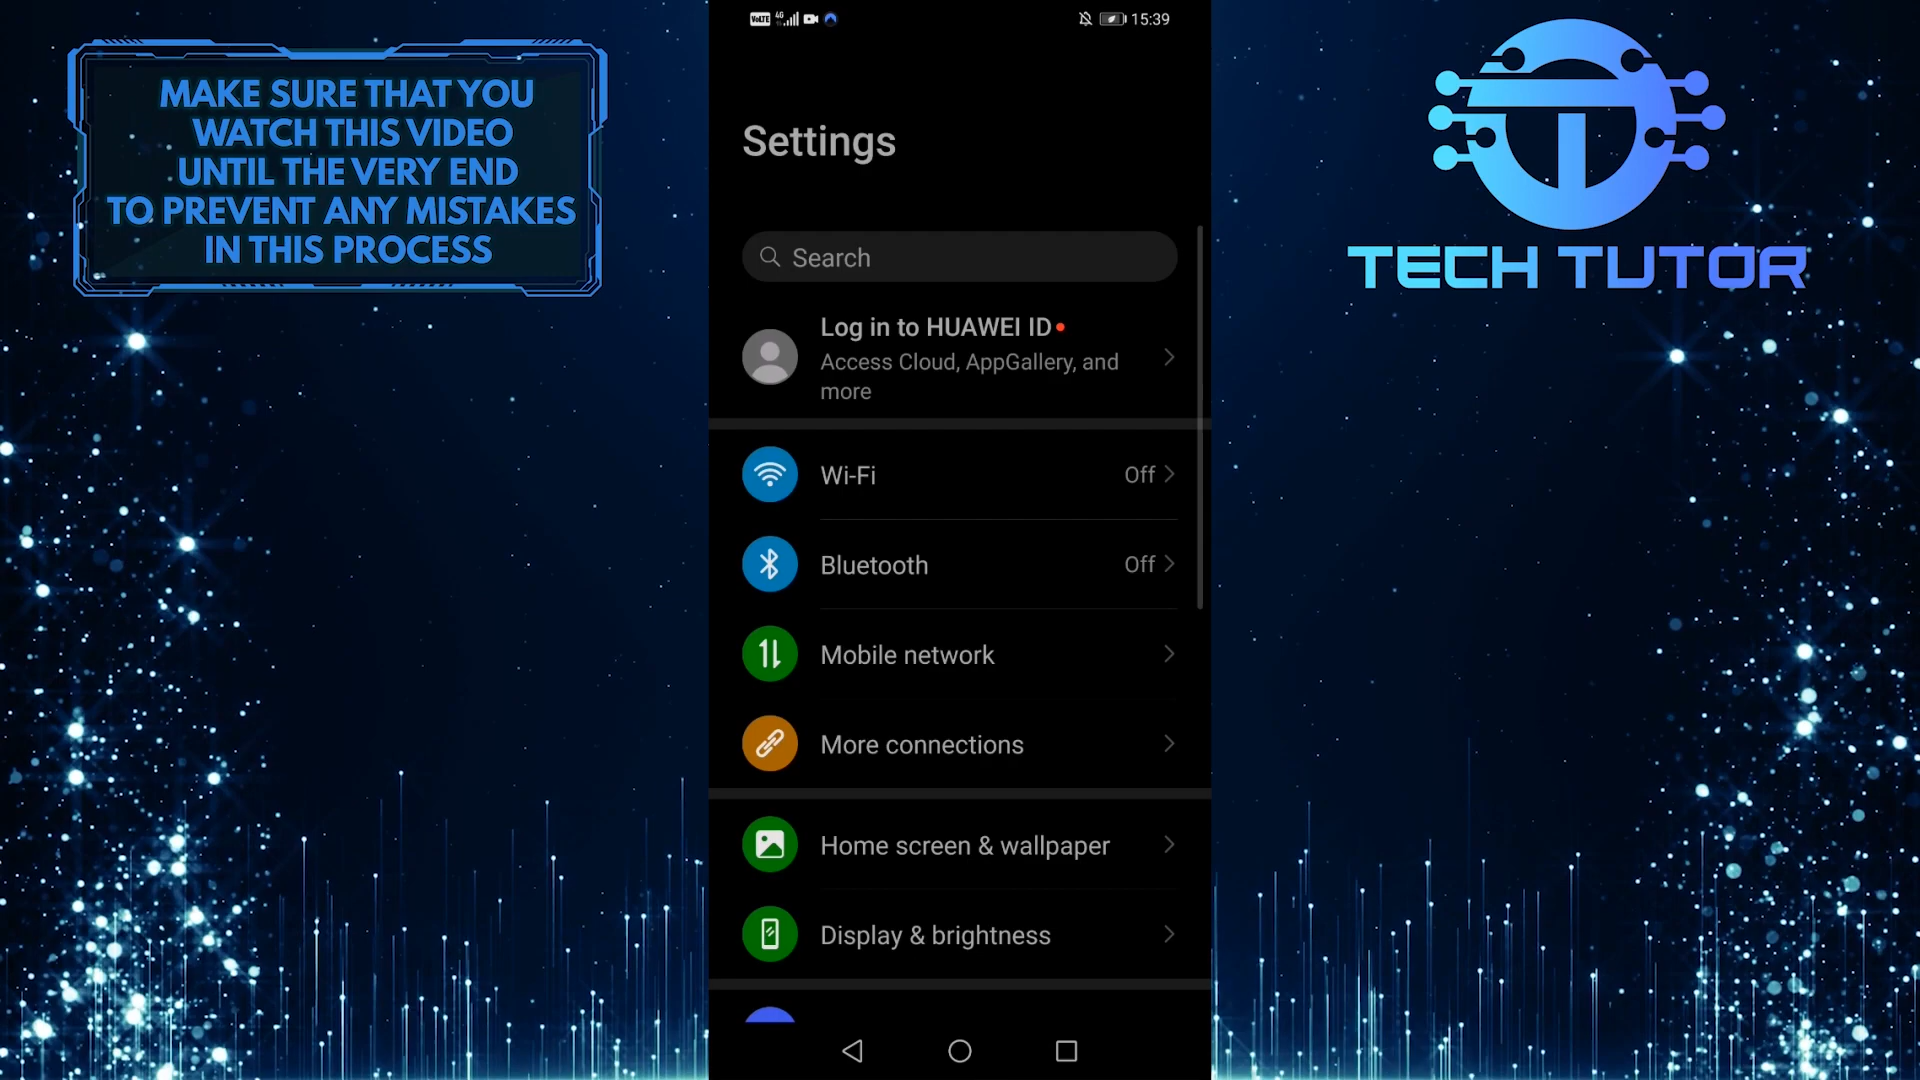 MAKE SURE THAT YOU
WATCH THIS VIDEO
UNTIL THE VERY END
TO PREVENT ANY MISTAKES
IN THIS PROCESS
VoLTE 4G
15:39
Settings
Search
Log in to HUAWEI ID
Access Cloud, AppGallery, and
more
Wi-Fi Off
Bluetooth Off
Mobile network
More connections
Home screen & wallpaper
Display & brightness
TECH TUTOR